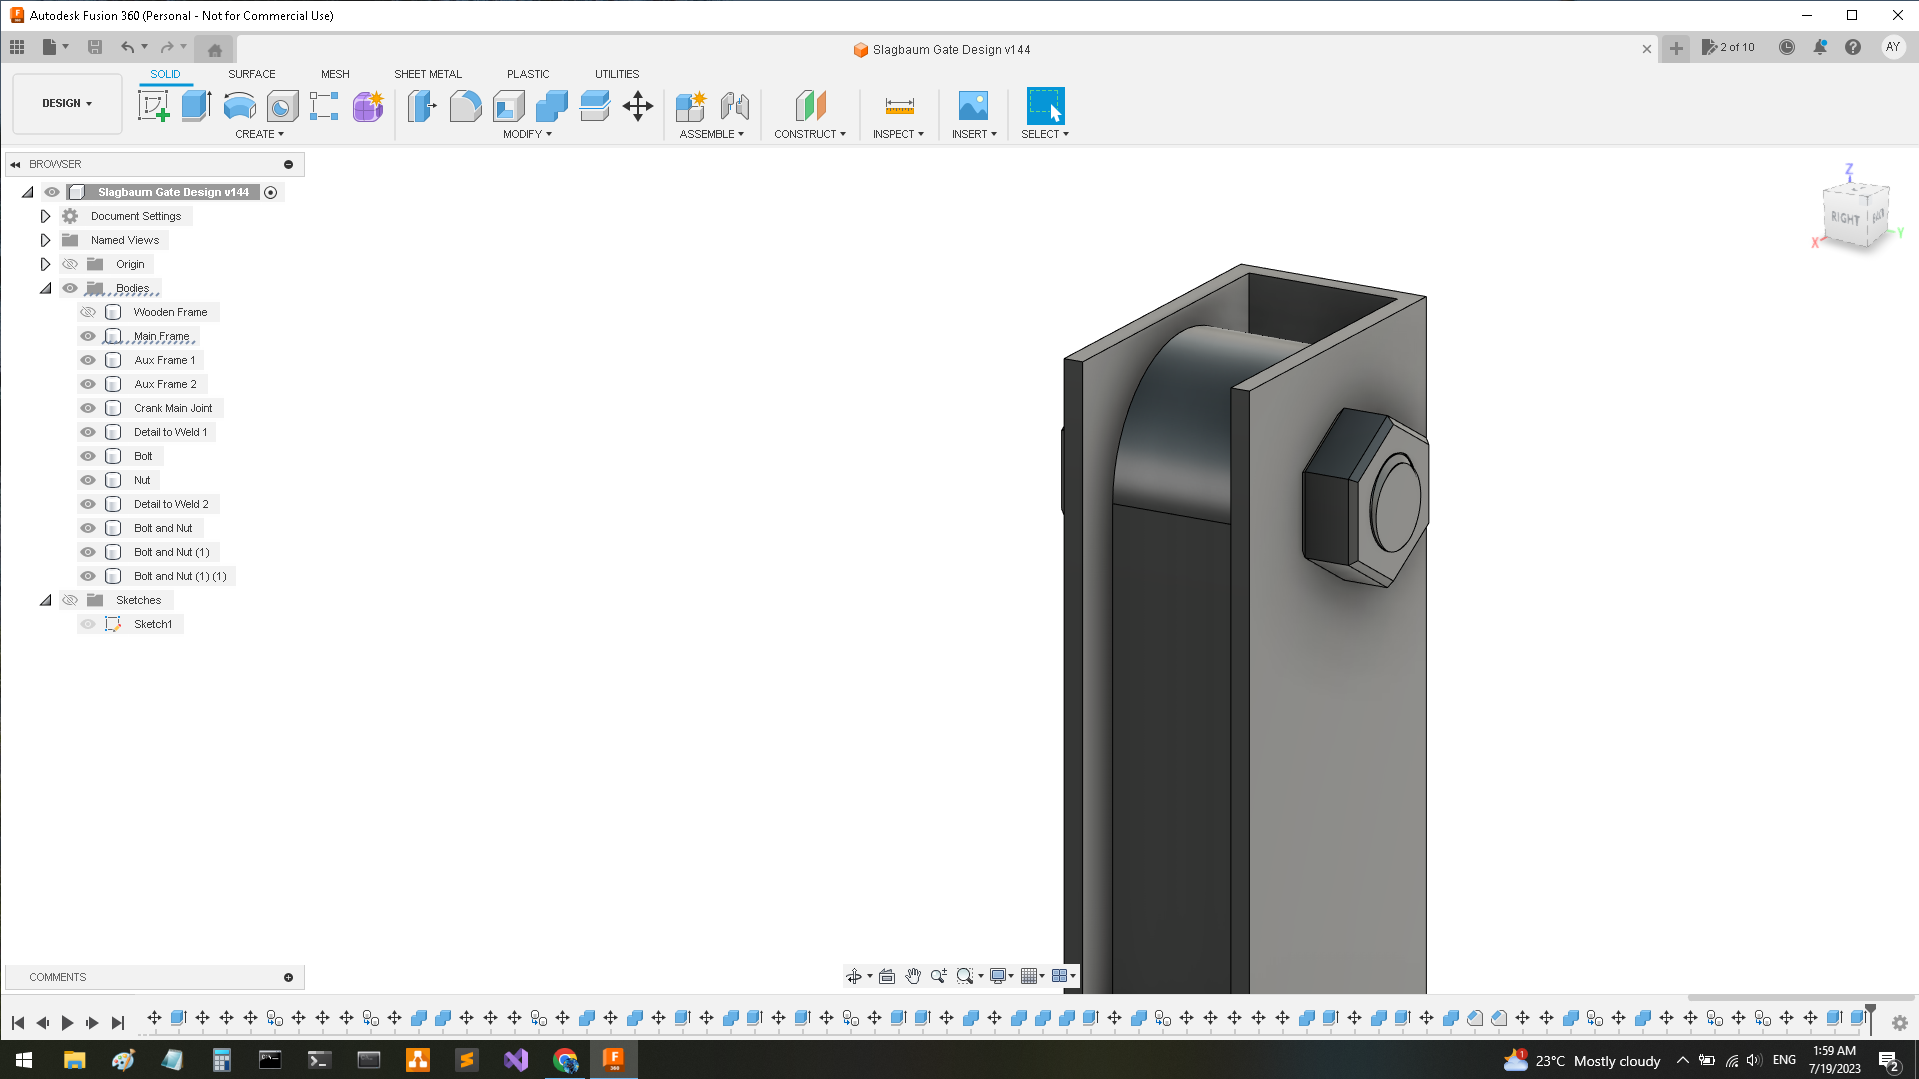 Autodesk Fusion 360 (Personal - Not for Commercial Use)
Slagbaum Gate Design v144
2 of 10
AY
DESIGN
SOLID
SURFACE
MESH
SHEET METAL
PLASTIC
UTILITIES
CREATE
MODIFY
ASSEMBLE
CONSTRUCT
INSPECT
INSERT
SELECT
BROWSER
Slagbaum Gate Design v144
Document Settings
Named Views
Origin
Bodies
Wooden Frame
Main Frame
Aux Frame 1
Aux Frame 2
Crank Main Joint
Detail to Weld 1
Bolt
Nut
Detail to Weld 2
Bolt and Nut
Bolt and Nut (1)
Bolt and Nut (1) (1)
Sketches
Sketch1
Z
RIGHT
X
Y
COMMENTS
23°C Mostly cloudy
ENG
1:59 AM
7/19/2023